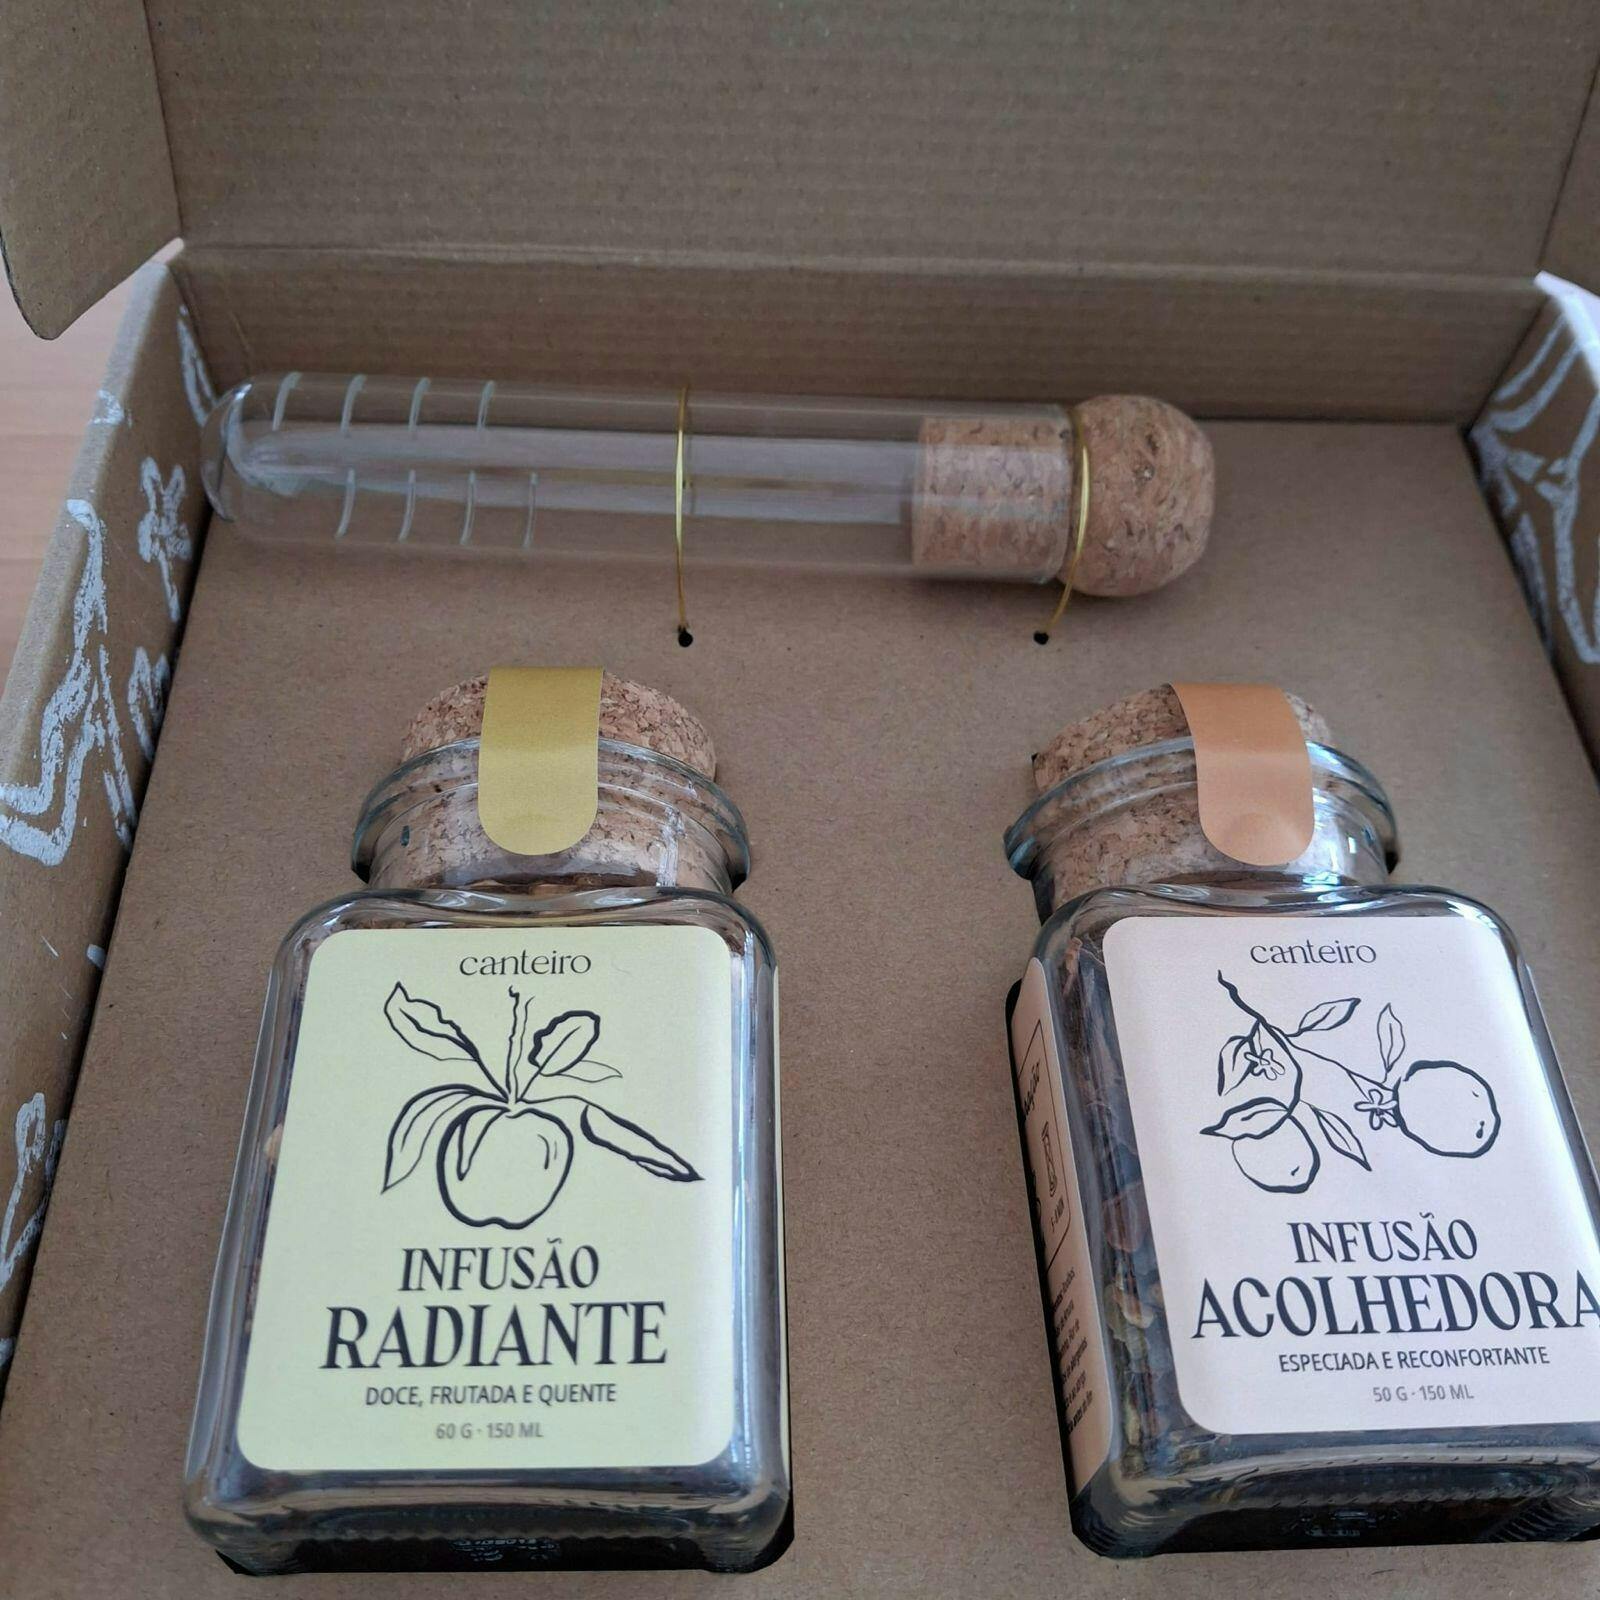 canteiro
INFUSÃO
RADIANTE
DOCE, FRUTADA E QUENTE
60 G · 150 ML
canteiro
INFUSÃO
ACOLHEDORA
ESPECIADA E RECONFORTANTE
50 G · 150 ML